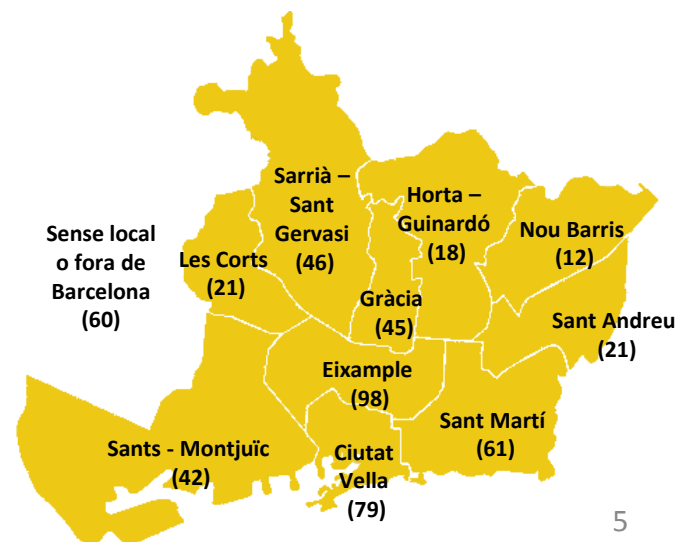 Sarrià –
Sant
Gervasi
(46)
Horta –
Guinardó
(18)
Nou Barris
(12)
Sense local
o fora de
Barcelona
(60)
Les Corts
(21)
Gràcia
(45)
Sant Andreu
(21)
Eixample
(98)
Sant Martí
(61)
Sants - Montjuïc
(42)
Ciutat
Vella
(79)
5